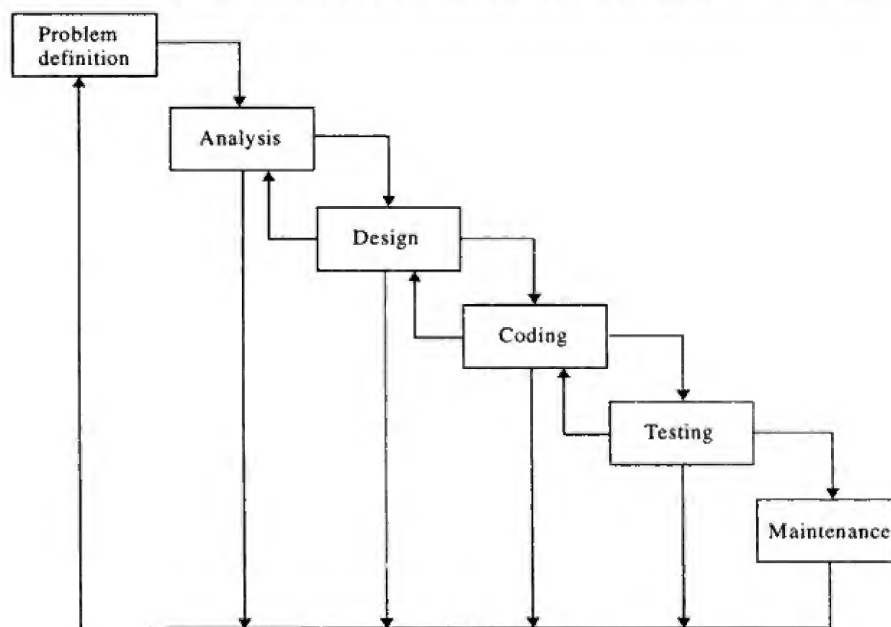 Problem
definition
Analysis
Design
Coding
Testing
Maintenance